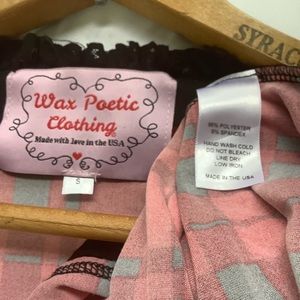 SYRAC
Wax Poetic
Clothing
Made with love in the USA
S
95% POLYESTER
5% SPANDEX
HAND WASH COLD
DO NOT BLEACH
LINE DRY
LOW IRON
MADE IN THE USA